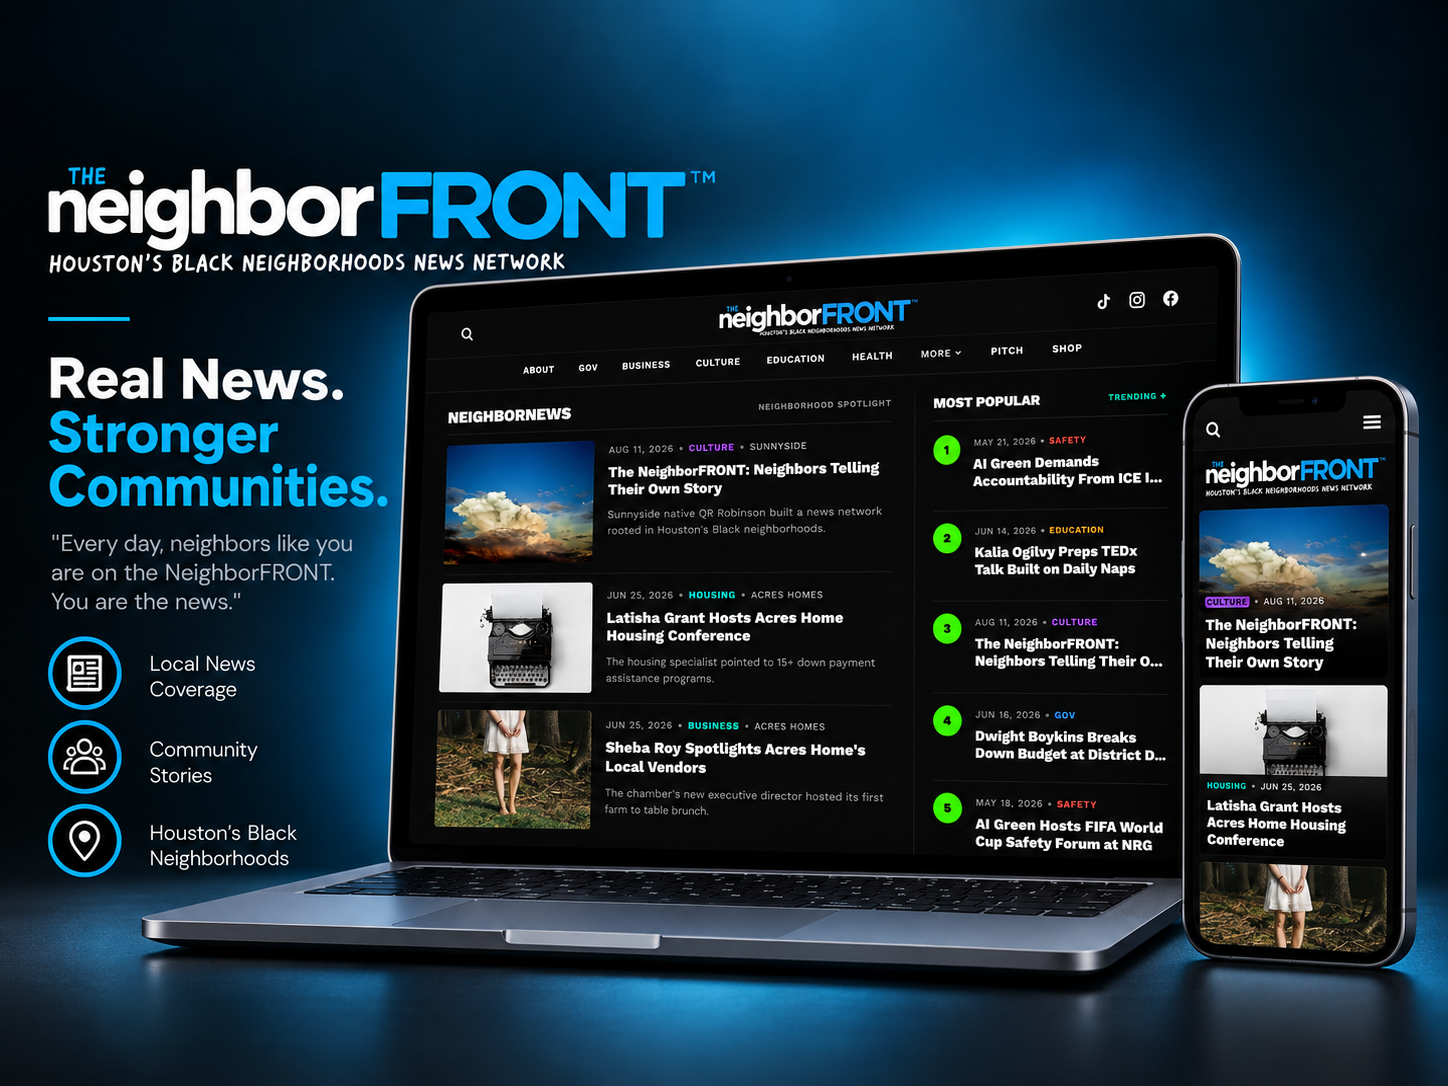 THE
neighborFRONT™
HOUSTON'S BLACK NEIGHBORHOODS NEWS NETWORK
Real News.
Stronger
Communities.
"Every day, neighbors like you
are on the NeighborFRONT.
You are the news."
Local News
Coverage
Community
Stories
Houston's Black
Neighborhoods
THE
neighborFRONT™
HOUSTON'S BLACK NEIGHBORHOODS NEWS NETWORK
ABOUT GOV BUSINESS CULTURE EDUCATION HEALTH MORE PITCH SHOP
NEIGHBORNEWS
NEIGHBORHOOD SPOTLIGHT
AUG 11, 2026 • CULTURE • SUNNYSIDE
The NeighborFRONT: Neighbors Telling
Their Own Story
Sunnyside native QR Robinson built a news network
rooted in Houston's Black neighborhoods.
JUN 25, 2026 • HOUSING • ACRES HOMES
Latisha Grant Hosts Acres Home
Housing Conference
The housing specialist pointed to 15+ down payment
assistance programs.
JUN 25, 2026 • BUSINESS • ACRES HOMES
Sheba Roy Spotlights Acres Home's
Local Vendors
The chamber's new executive director hosted its first
farm to table brunch.
MOST POPULAR
TRENDING +
1
MAY 21, 2026 • SAFETY
Al Green Demands
Accountability From ICE I...
2
JUN 14, 2026 • EDUCATION
Kalia Ogilvy Preps TEDx
Talk Built on Daily Naps
3
AUG 11, 2026 • CULTURE
The NeighborFRONT:
Neighbors Telling Their O...
4
JUN 16, 2026 • GOV
Dwight Boykins Breaks
Down Budget at District D...
5
MAY 18, 2026 • SAFETY
Al Green Hosts FIFA World
Cup Safety Forum at NRG
THE
neighborFRONT™
HOUSTON'S BLACK NEIGHBORHOODS NEWS NETWORK
CULTURE • AUG 11, 2026
The NeighborFRONT:
Neighbors Telling
Their Own Story
HOUSING • JUN 25, 2026
Latisha Grant Hosts
Acres Home Housing
Conference